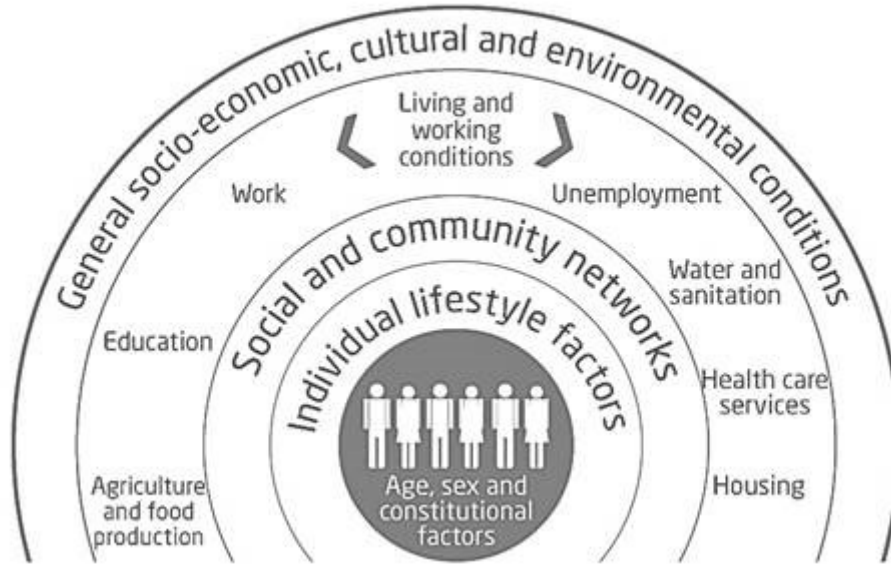 General socio-economic, cultural and environmental conditions
Living and
working
conditions
Work
Unemployment
Education
Water and
sanitation
Agriculture
and food
production
Health care
services
Housing
Social and community networks
Individual lifestyle factors
Age, sex and
constitutional
factors